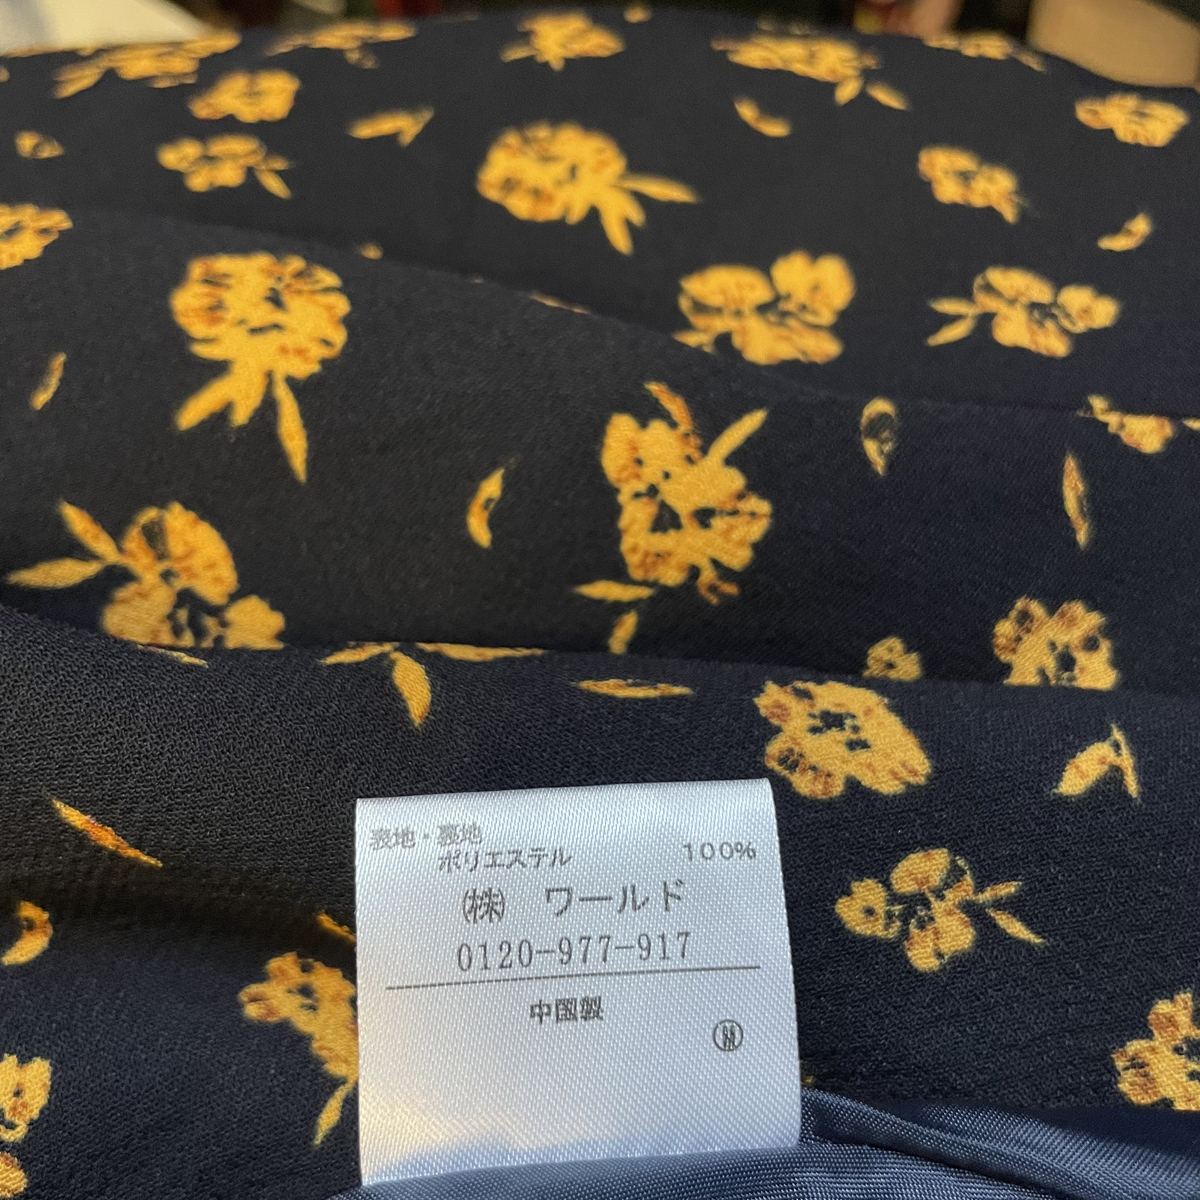 表地・裏地
ポリエステル 100%
(株) ワールド
0120-977-917
中国製
Ⓜ